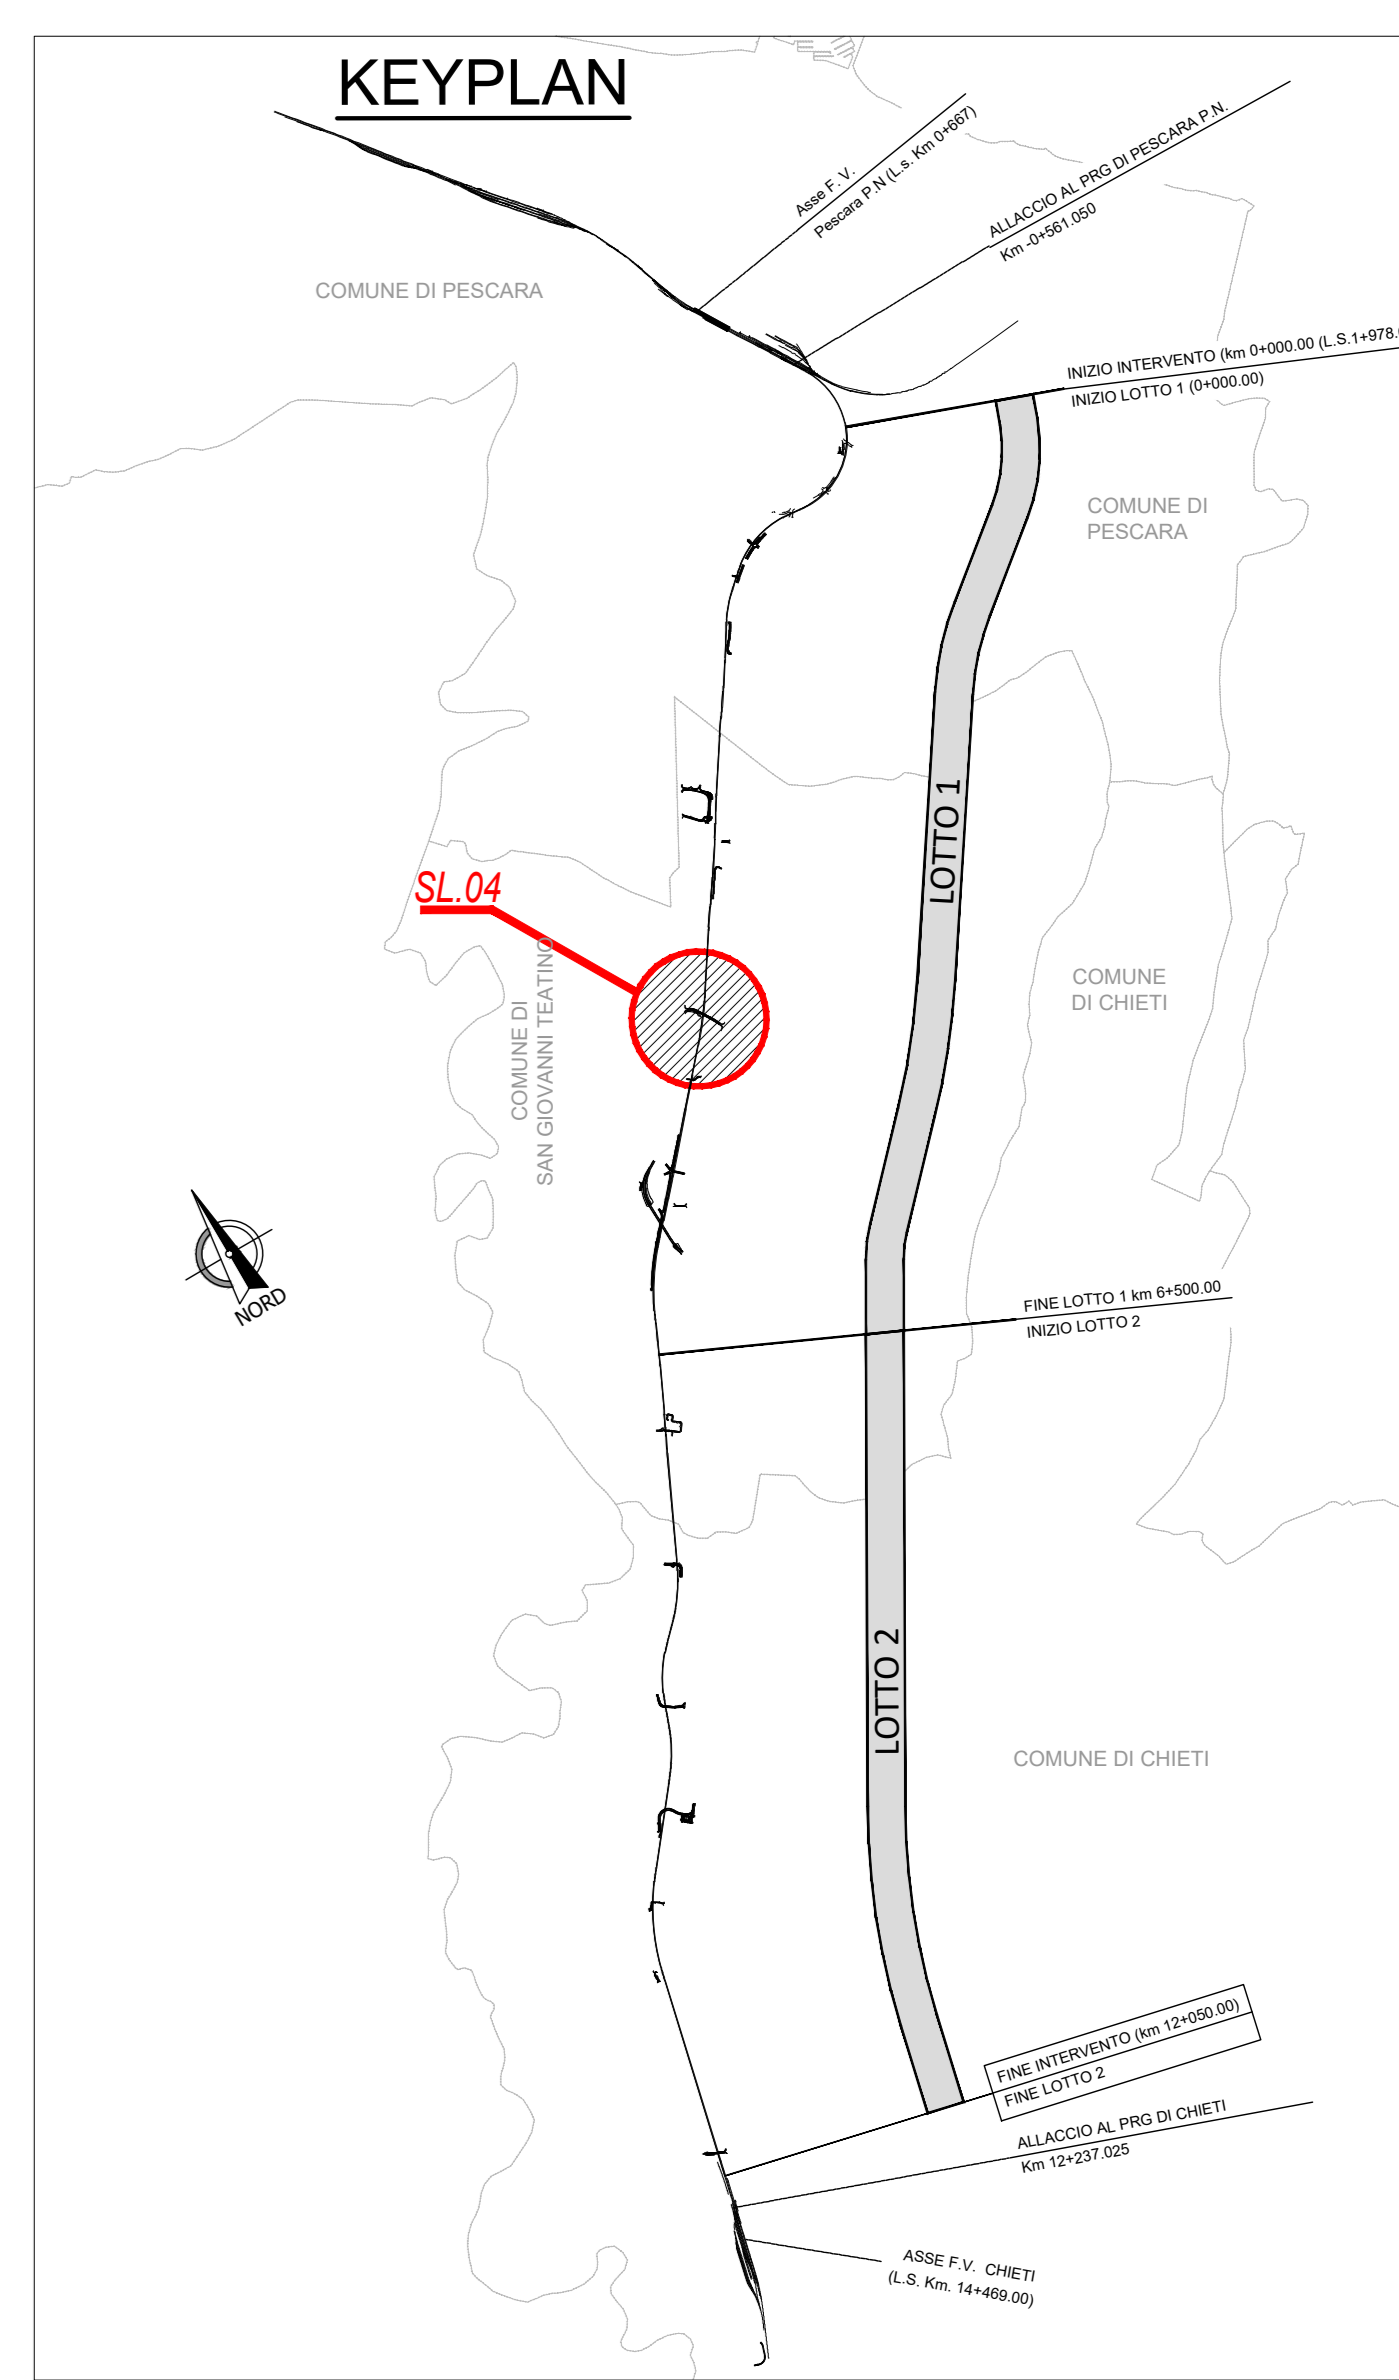 KEYPLAN
Asse F. V.
Pescara P.N (L.s. Km 0+667)
ALLACCIO AL PRG DI PESCARA P.N.
Km -0+561.050
COMUNE DI PESCARA
INIZIO INTERVENTO (km 0+000.00 (L.S.1+978.
INIZIO LOTTO 1 (0+000.00)
COMUNE DI
PESCARA
LOTTO 1
SL.04
COMUNE DI
SAN GIOVANNI TEATINO
COMUNE
DI CHIETI
NORD
FINE LOTTO 1 km 6+500.00
INIZIO LOTTO 2
LOTTO 2
COMUNE DI CHIETI
FINE INTERVENTO (km 12+050.00)
FINE LOTTO 2
ALLACCIO AL PRG DI CHIETI
Km 12+237.025
ASSE F.V. CHIETI
(L.S. Km. 14+469.00)